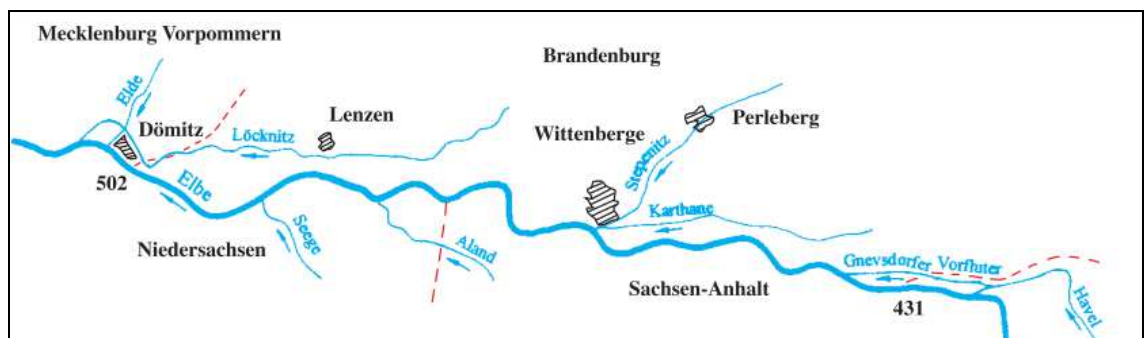 Mecklenburg Vorpommern
Brandenburg
Elde
Dömitz
Lenzen
Löcknitz
Wittenberge
Perleberg
Stepenitz
502
Elbe
Karthane
Niedersachsen
Seege
Aland
Gnevsdorfer Vorfluter
Sachsen-Anhalt
431
Havel